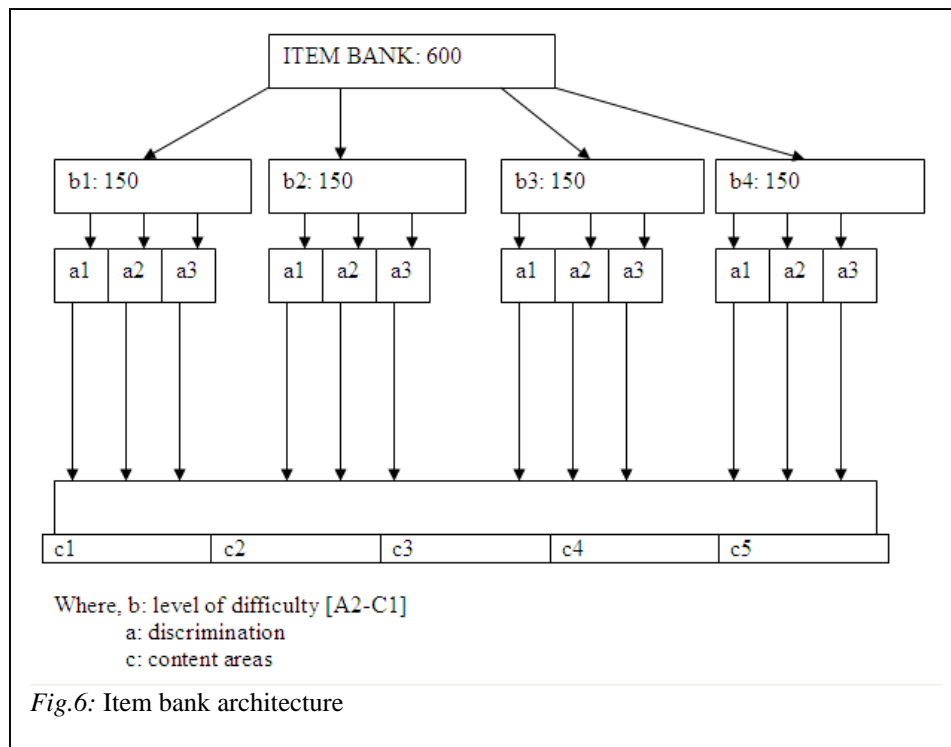 ITEM BANK: 600
b1: 150 b2: 150 b3: 150 b4: 150
a1 a2 a3 a1 a2 a3 a1 a2 a3 a1 a2 a3
c1 c2 c3 c4 c5
Where, b: level of difficulty [A2-C1]
a: discrimination
c: content areas
Fig.6: Item bank architecture